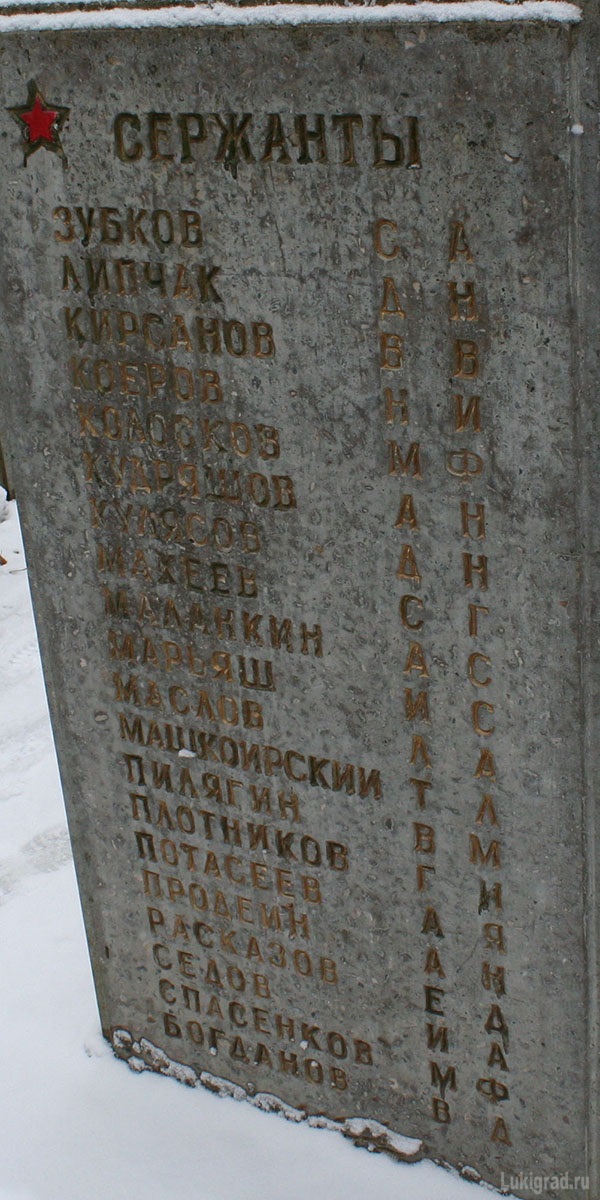 СЕРЖАНТЫ
ЗУБКОВ С А
ЛИПЧАК Д Н
КИРСАНОВ В В
КОБРОВ Н И
КОЛОСКОВ М Ф
КУДРЯШОВ А Н
КУЛЯСОВ Д Н
МАХЕЕВ С Г
МАЛАНКИН А С
МАРЬЯШ И С
МАСЛОВ Л А
МАШКОИРСКИЙ Т Л
ПИЛЯГИН В М
ПЛОТНИКОВ Г И
ПОТАСЕЕВ А Я
ПРОДЕИН А Н
РАСКАЗОВ Е Д
СЕДОВ И А
СПАСЕНКОВ М Ф
БОГДАНОВ В А
Lukigrad.ru